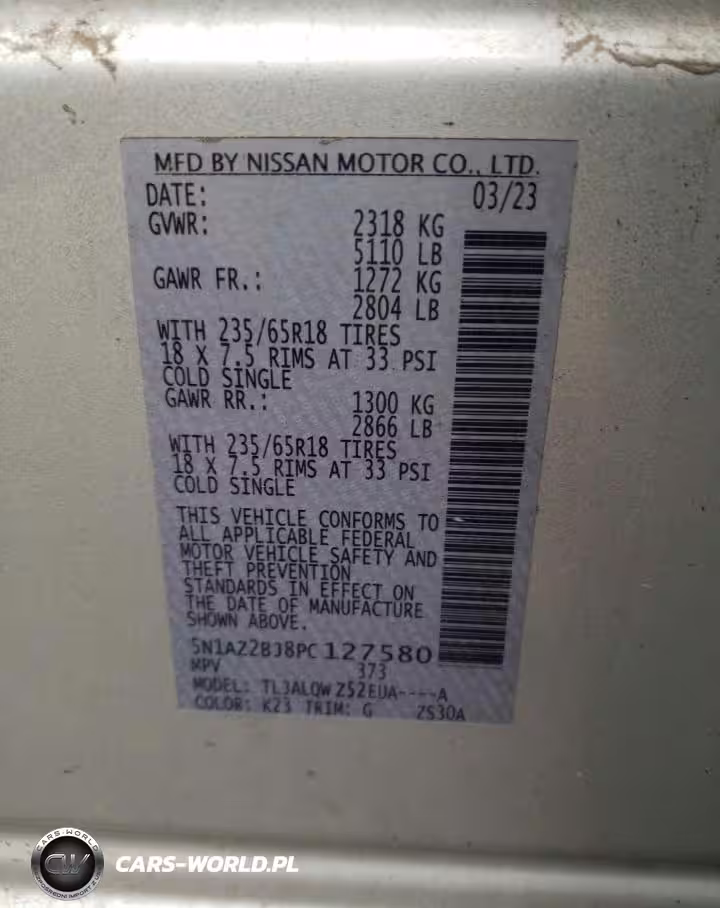 MFD BY NISSAN MOTOR CO., LTD.
DATE: 03/23
GVWR: 2318 KG
5110 LB
GAWR FR.: 1272 KG
2804 LB
WITH 235/65R18 TIRES
18 X 7.5 RIMS AT 33 PSI
COLD SINGLE
GAWR RR.: 1300 KG
2866 LB
WITH 235/65R18 TIRES
18 X 7.5 RIMS AT 33 PSI
COLD SINGLE
THIS VEHICLE CONFORMS TO
ALL APPLICABLE FEDERAL
MOTOR VEHICLE SAFETY AND
THEFT PREVENTION
STANDARDS IN EFFECT ON
THE DATE OF MANUFACTURE
SHOWN ABOVE.
5N1AZ2BJ8PC127580
MPV 373
MODEL: TL3ALQW Z52EUA----A
COLOR: K23 TRIM: G ZS30A
CARS-WORLD
CW
CARS-WORLD.PL